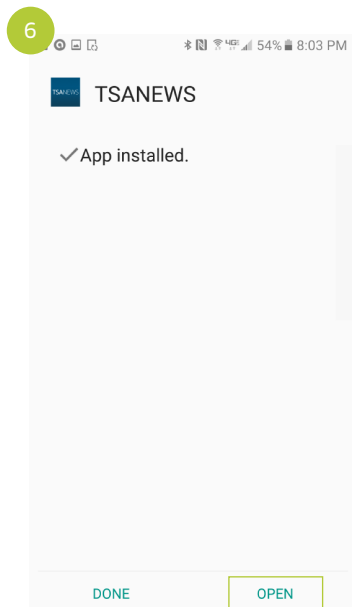 6
54% 8:03 PM
TSANEWS TSANEWS
App installed.
DONE OPEN